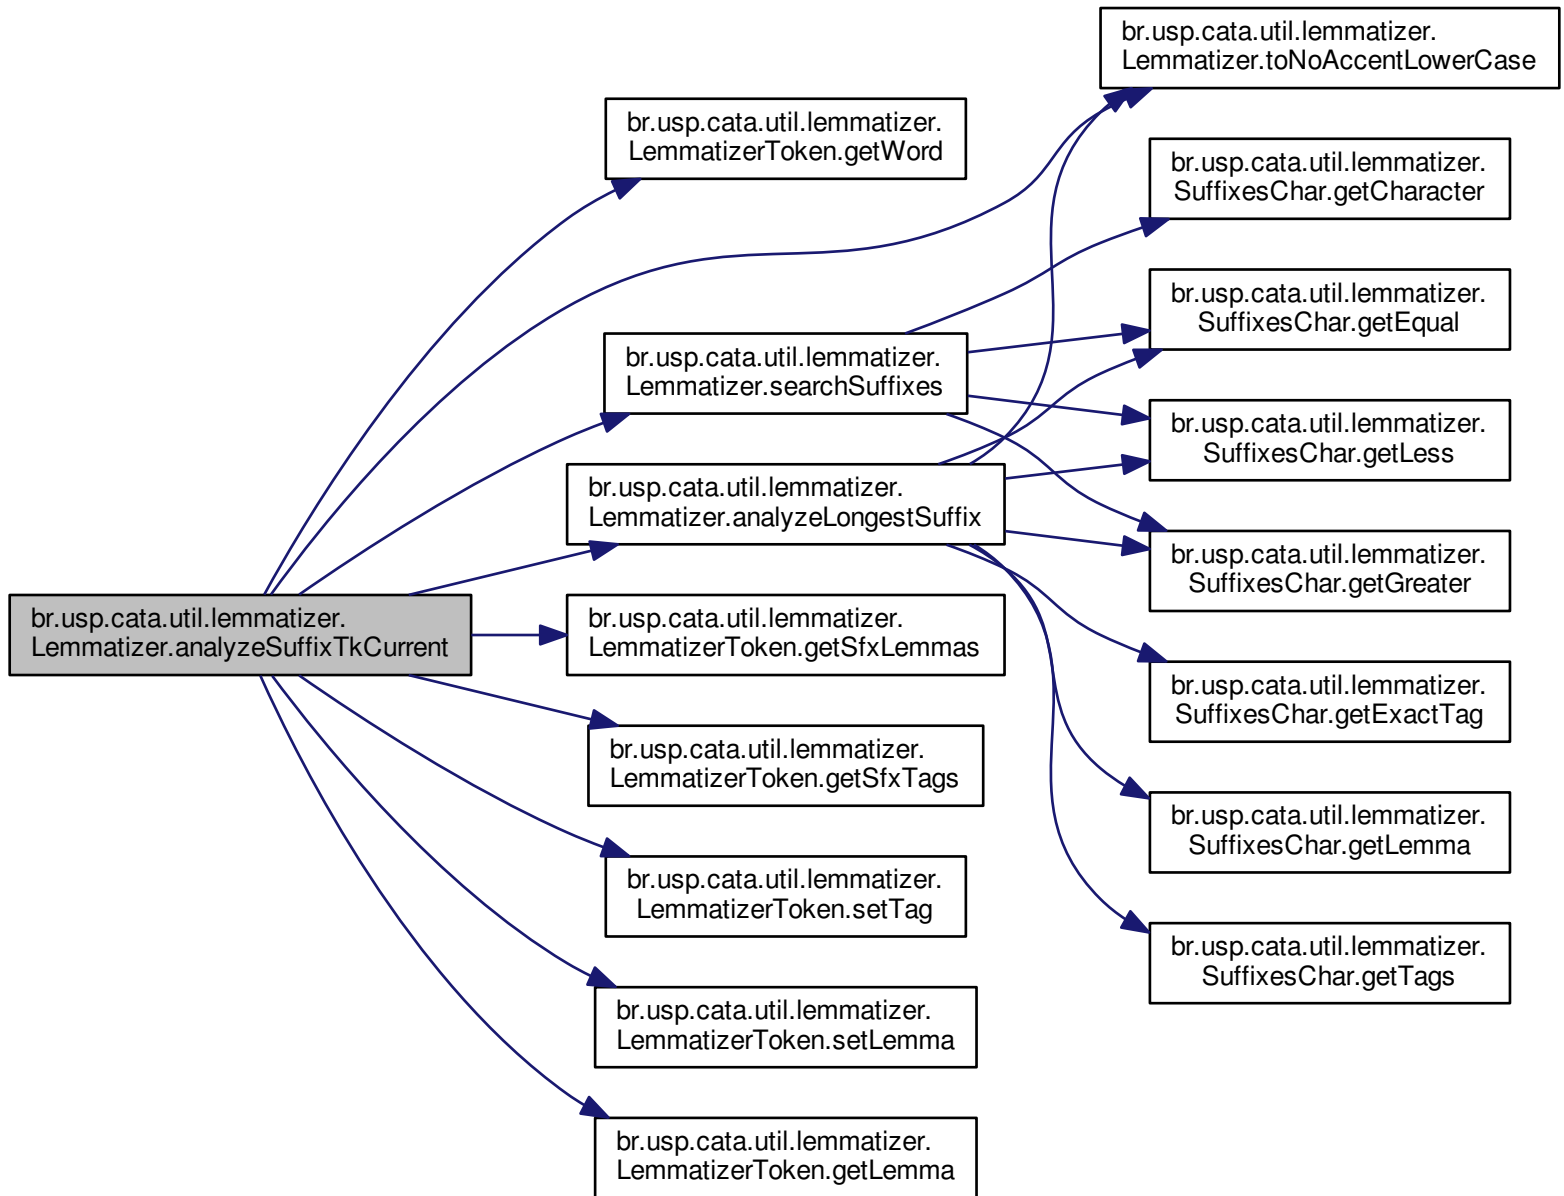 br.usp.cata.util.lemmatizer.
Lemmatizer.analyzeSuffixTkCurrent
br.usp.cata.util.lemmatizer.
LemmatizerToken.getWord
br.usp.cata.util.lemmatizer.
Lemmatizer.searchSuffixes
br.usp.cata.util.lemmatizer.
Lemmatizer.analyzeLongestSuffix
br.usp.cata.util.lemmatizer.
LemmatizerToken.getSfxLemmas
br.usp.cata.util.lemmatizer.
LemmatizerToken.getSfxTags
br.usp.cata.util.lemmatizer.
LemmatizerToken.setTag
br.usp.cata.util.lemmatizer.
LemmatizerToken.setLemma
br.usp.cata.util.lemmatizer.
LemmatizerToken.getLemma
br.usp.cata.util.lemmatizer.
Lemmatizer.toNoAccentLowerCase
br.usp.cata.util.lemmatizer.
SuffixesChar.getCharacter
br.usp.cata.util.lemmatizer.
SuffixesChar.getEqual
br.usp.cata.util.lemmatizer.
SuffixesChar.getLess
br.usp.cata.util.lemmatizer.
SuffixesChar.getGreater
br.usp.cata.util.lemmatizer.
SuffixesChar.getExactTag
br.usp.cata.util.lemmatizer.
SuffixesChar.getLemma
br.usp.cata.util.lemmatizer.
SuffixesChar.getTags